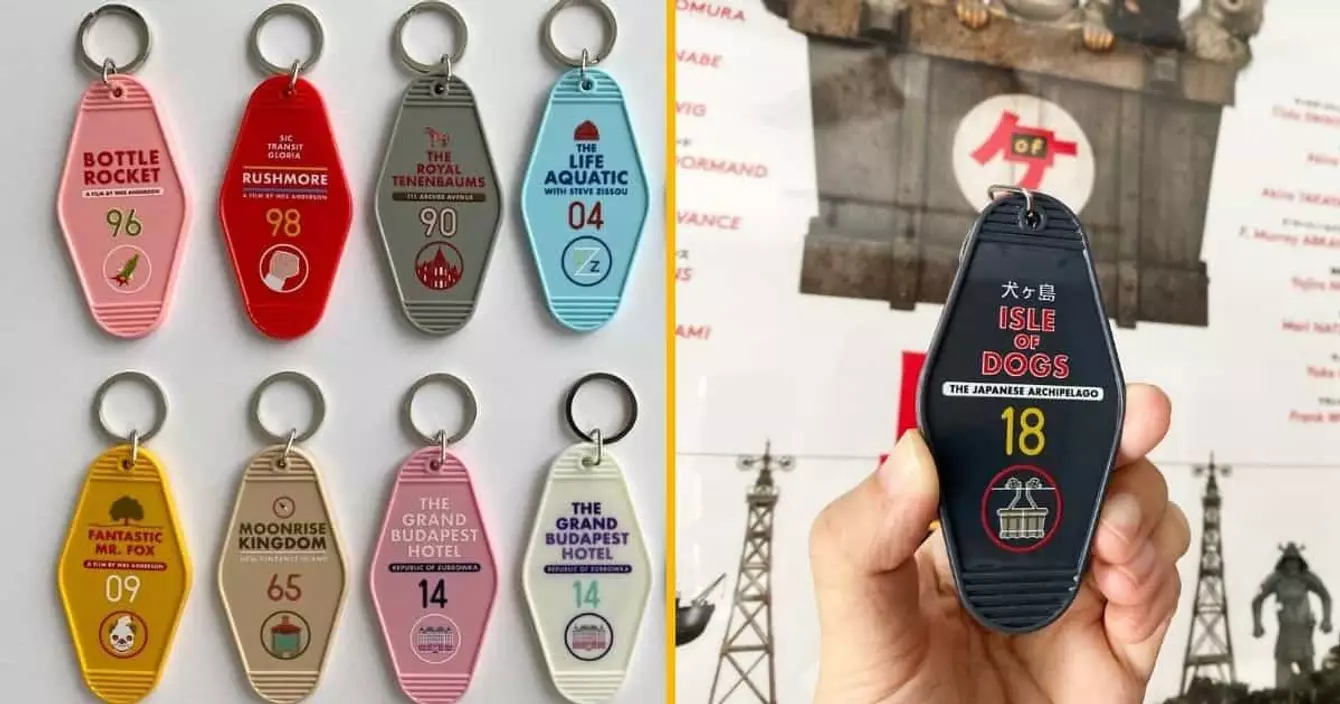 BOTTLE
ROCKET
A FILM BY WES ANDERSON
96
SIC
TRANSIT
GLORIA
RUSHMORE
A FILM BY WES ANDERSON
98
THE
ROYAL
TENENBAUMS
111 ARCHER AVENUE
90
THE
LIFE
AQUATIC
WITH STEVE ZISSOU
04
Z
FANTASTIC
MR. FOX
A FILM BY WES ANDERSON
09
MOONRISE
KINGDOM
NEW PENZANCE ISLAND
65
THE
GRAND
BUDAPEST
HOTEL
REPUBLIC OF ZUBROWKA
14
THE
GRAND
BUDAPEST
HOTEL
REPUBLIC OF ZUBROWKA
14
OMURA
NABE
WIG
DORMAND
VANCE
NS
AMI
ケ
OF
F. Murray ABRA
犬ヶ島
ISLE
OF
DOGS
THE JAPANESE ARCHIPELAGO
18